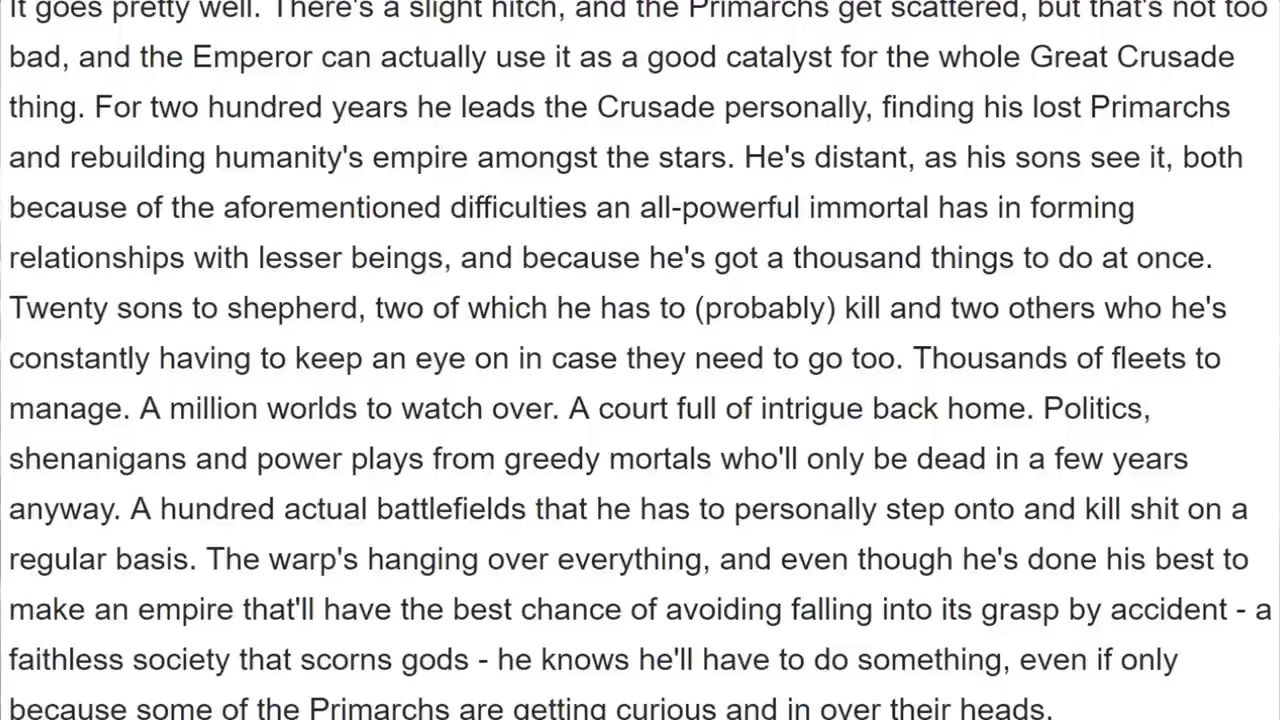 It goes pretty well. There's a slight hitch, and the Primarchs get scattered, but that's not too
bad, and the Emperor can actually use it as a good catalyst for the whole Great Crusade
thing. For two hundred years he leads the Crusade personally, finding his lost Primarchs
and rebuilding humanity's empire amongst the stars. He's distant, as his sons see it, both
because of the aforementioned difficulties an all-powerful immortal has in forming
relationships with lesser beings, and because he's got a thousand things to do at once.
Twenty sons to shepherd, two of which he has to (probably) kill and two others who he's
constantly having to keep an eye on in case they need to go too. Thousands of fleets to
manage. A million worlds to watch over. A court full of intrigue back home. Politics,
shenanigans and power plays from greedy mortals who'll only be dead in a few years
anyway. A hundred actual battlefields that he has to personally step onto and kill shit on a
regular basis. The warp's hanging over everything, and even though he's done his best to
make an empire that'll have the best chance of avoiding falling into its grasp by accident - a
faithless society that scorns gods - he knows he'll have to do something, even if only
because some of the Primarchs are getting curious and in over their heads.